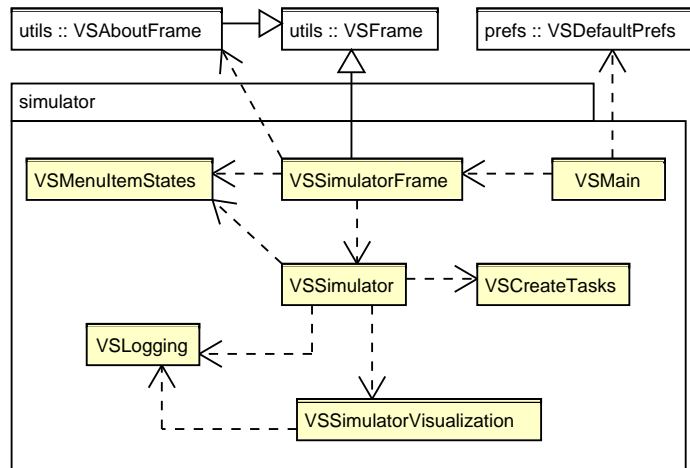 utils :: VSAboutFrame
utils :: VSFrame
prefs :: VSDefaultPrefs
simulator
VSMenuItemStates
VSSimulatorFrame
VSMain
VSSimulator
VSCreateTasks
VSLogging
VSSimulatorVisualization